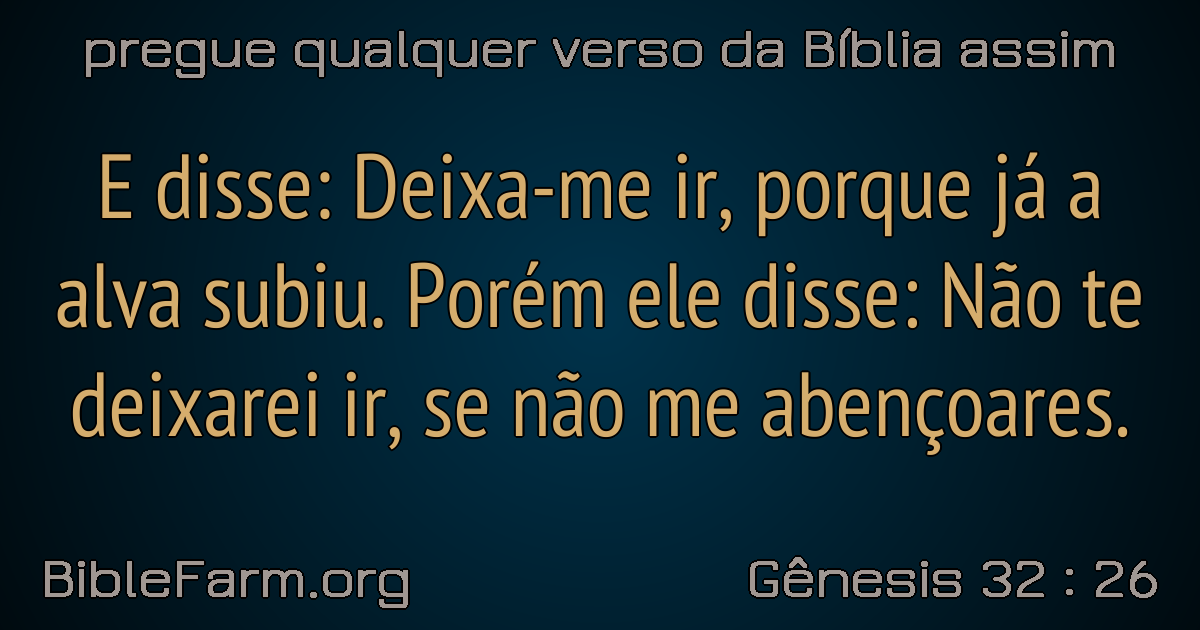 pregue qualquer verso da Bíblia assim
E disse: Deixa-me ir, porque já a
alva subiu. Porém ele disse: Não te
deixarei ir, se não me abençoares.
BibleFarm.org
Gênesis 32 : 26